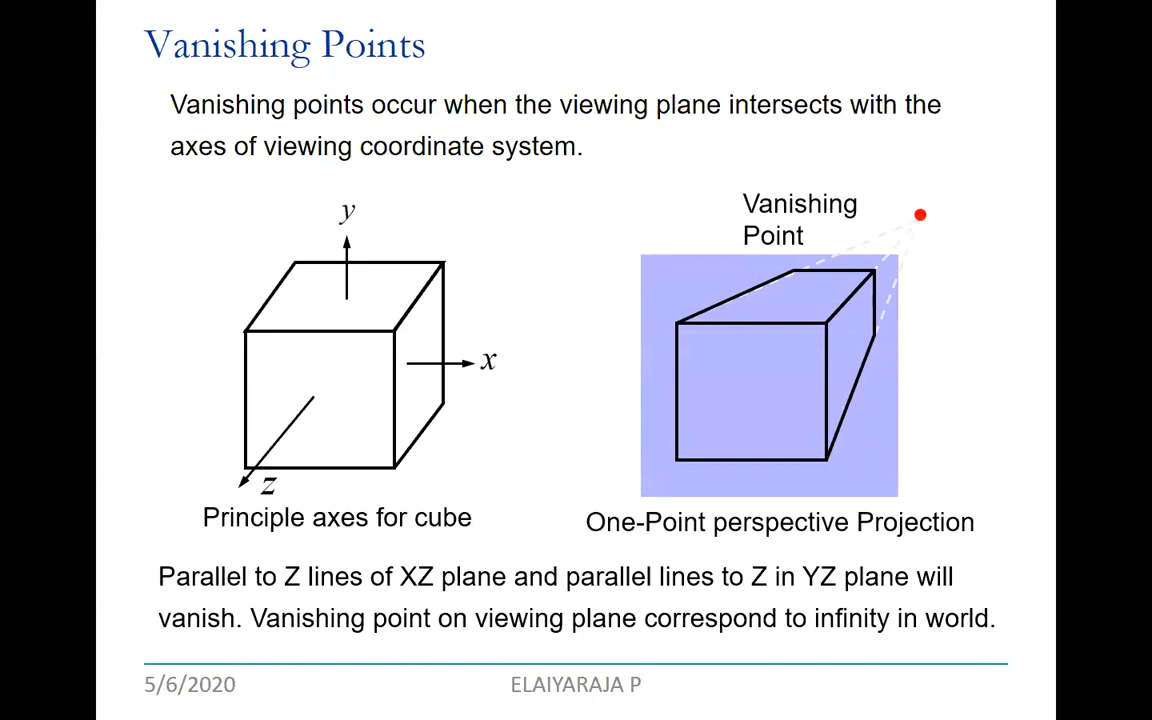 Vanishing Points
Vanishing points occur when the viewing plane intersects with the
axes of viewing coordinate system.
y
x
z
Principle axes for cube
Vanishing
Point
One-Point perspective Projection
Parallel to Z lines of XZ plane and parallel lines to Z in YZ plane will
vanish. Vanishing point on viewing plane correspond to infinity in world.
5/6/2020
ELAIYARAJA P